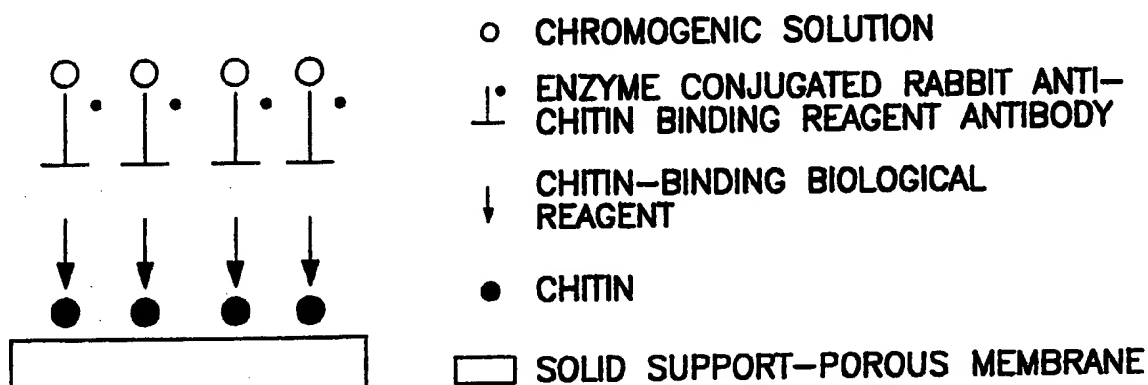 CHROMOGENIC SOLUTION
ENZYME CONJUGATED RABBIT ANTI—
CHITIN BINDING REAGENT ANTIBODY
CHITIN—BINDING BIOLOGICAL
REAGENT
CHITIN
SOLID SUPPORT—POROUS MEMBRANE